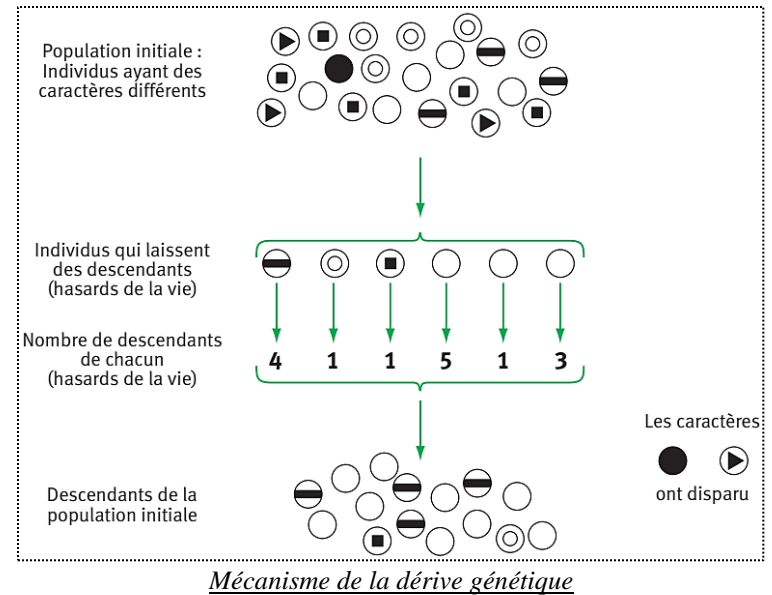 Population initiale :
Individus ayant des
caractères différents
Individus qui laissent
des descendants
(hasards de la vie)
Nombre de descendants
de chacun
(hasards de la vie)
4 1 1 5 1 3
Les caractères
ont disparu
Descendants de la
population initiale
Mécanisme de la dérive génétique